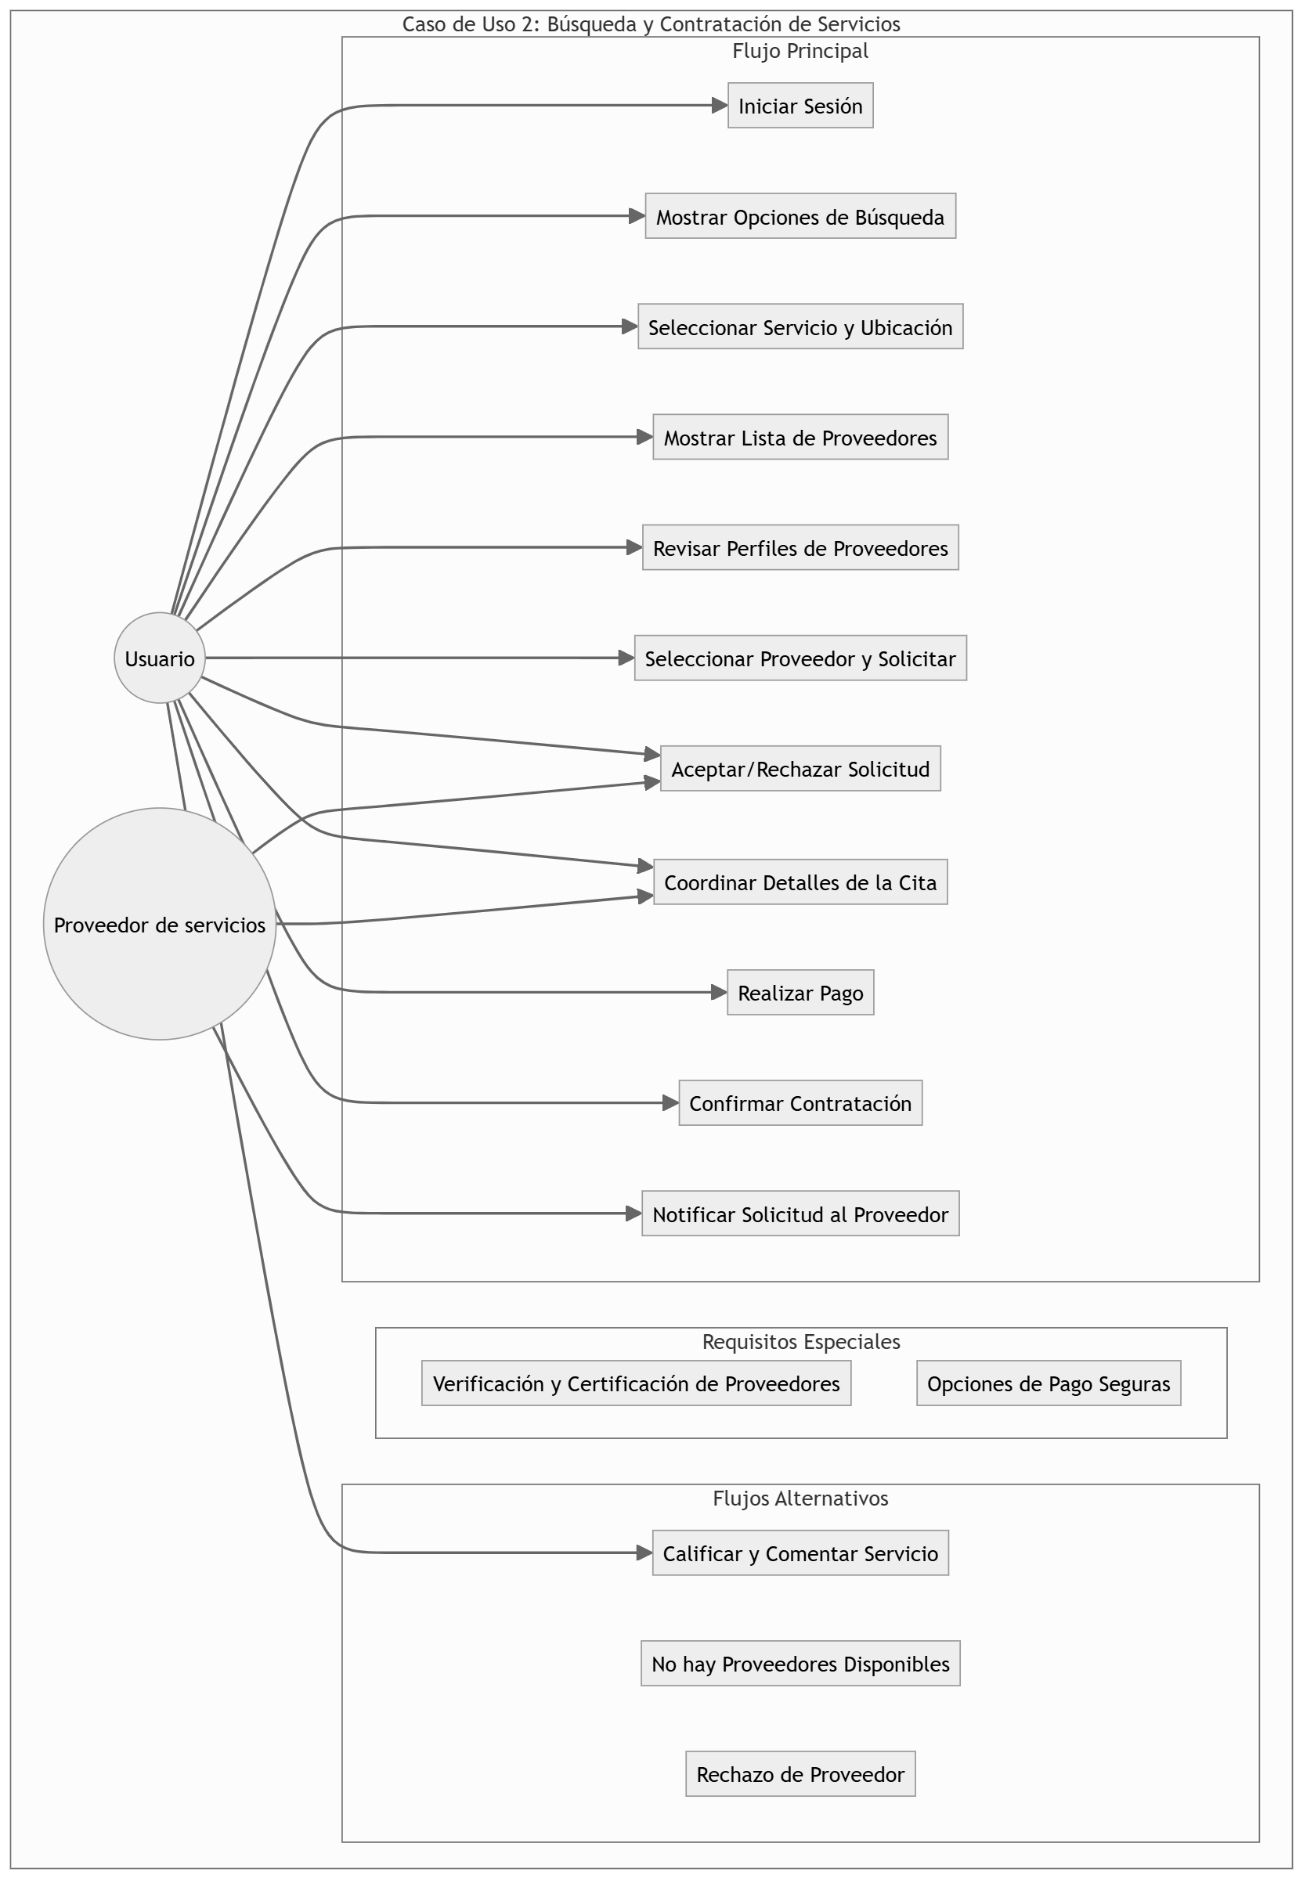 Caso de Uso 2: Búsqueda y Contratación de Servicios
Flujo Principal
Iniciar Sesión
Mostrar Opciones de Búsqueda
Seleccionar Servicio y Ubicación
Mostrar Lista de Proveedores
Revisar Perfiles de Proveedores
Usuario
Seleccionar Proveedor y Solicitar
Aceptar/Rechazar Solicitud
Coordinar Detalles de la Cita
Proveedor de servicios
Realizar Pago
Confirmar Contratación
Notificar Solicitud al Proveedor
Requisitos Especiales
Verificación y Certificación de Proveedores
Opciones de Pago Seguras
Flujos Alternativos
Calificar y Comentar Servicio
No hay Proveedores Disponibles
Rechazo de Proveedor